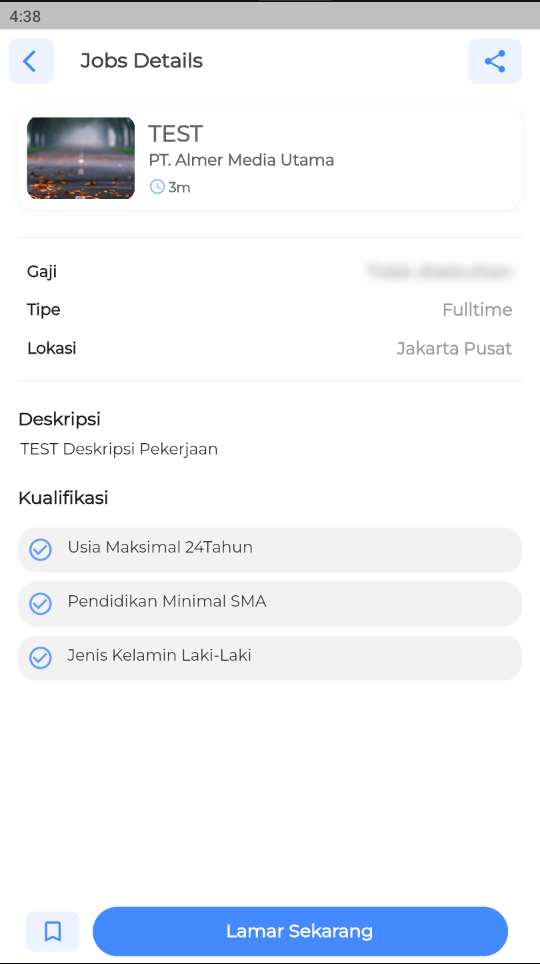 4:38
Jobs Details
TEST
PT. Almer Media Utama
3m
Gaji
Tipe
Fulltime
Lokasi
Jakarta Pusat
Deskripsi
TEST Deskripsi Pekerjaan
Kualifikasi
Usia Maksimal 24Tahun
Pendidikan Minimal SMA
Jenis Kelamin Laki-Laki
Lamar Sekarang